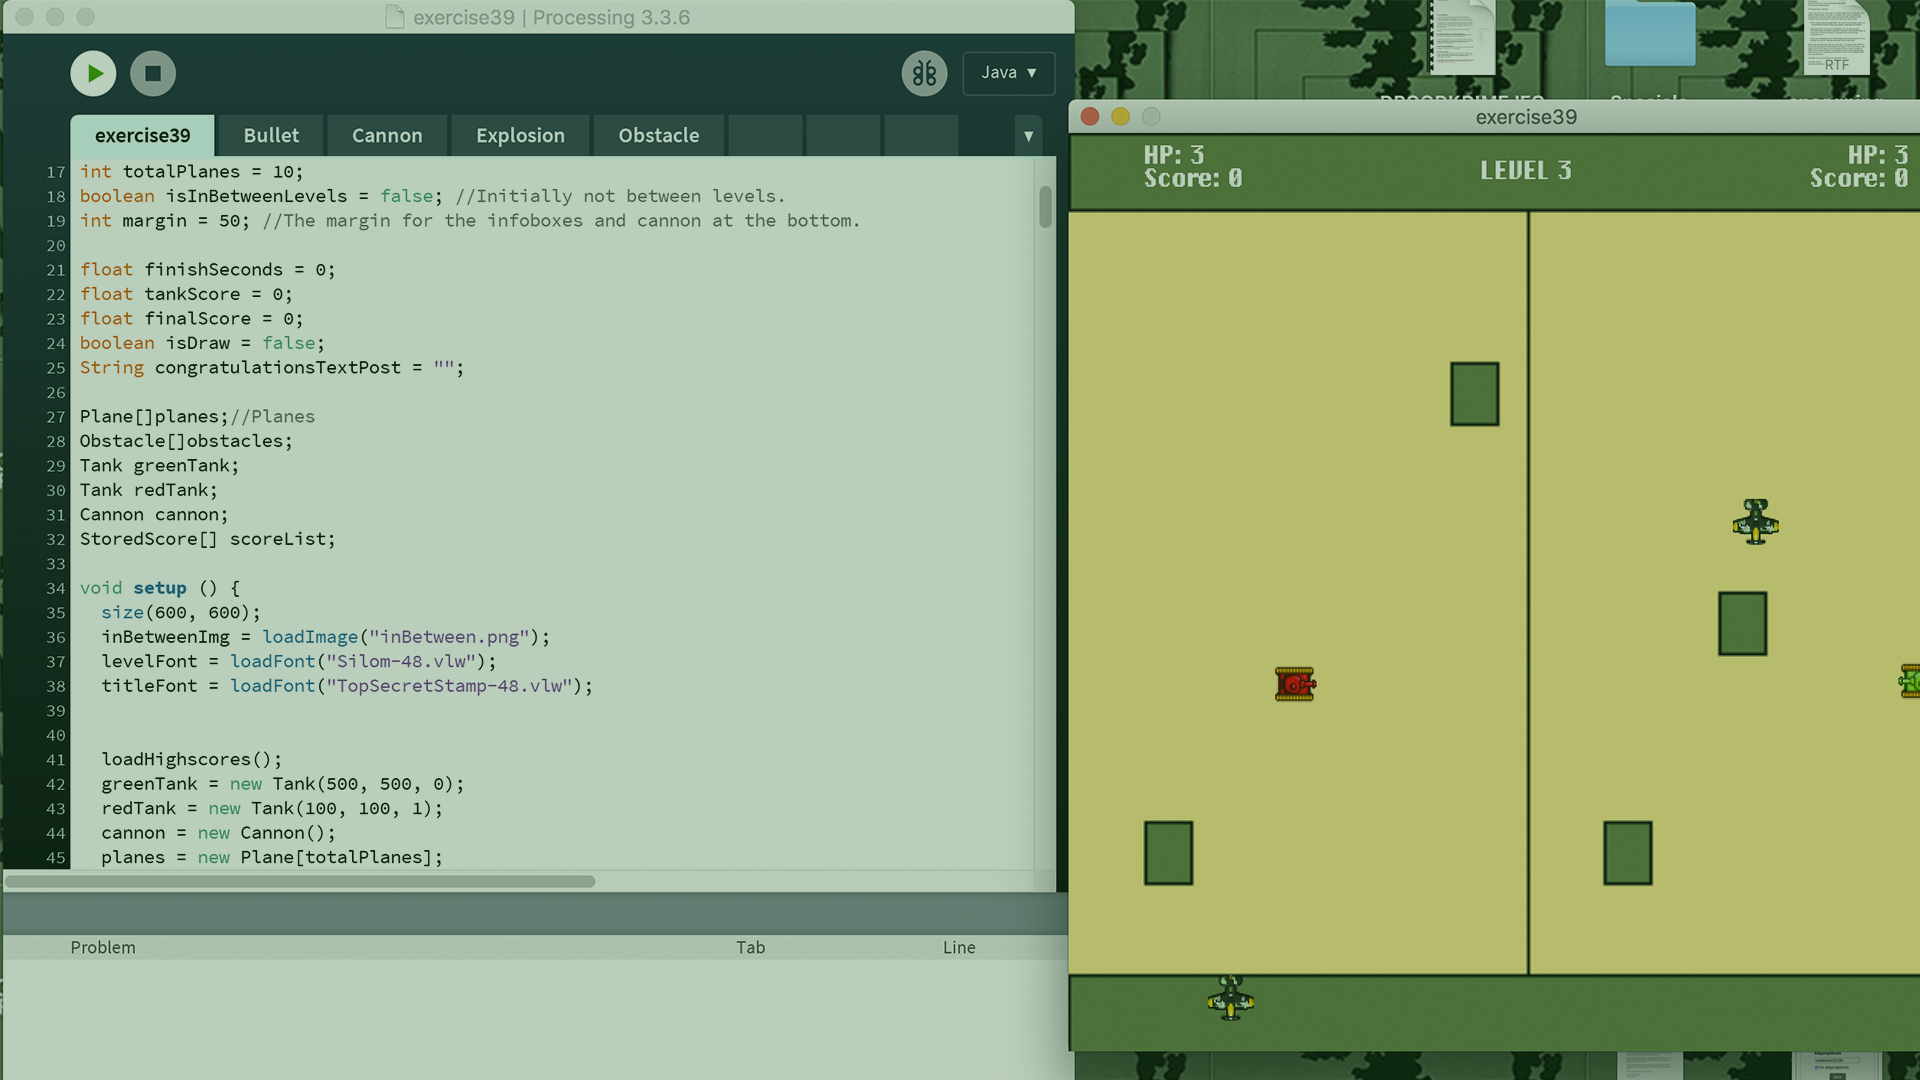 exercise39 | Processing 3.3.6
Java ▼
exercise39 Bullet Cannon Explosion Obstacle ▼
17 int totalPlanes = 10;
18 boolean isInBetweenLevels = false; //Initially not between levels.
19 int margin = 50; //The margin for the infoboxes and cannon at the bottom.
20
21 float finishSeconds = 0;
22 float tankScore = 0;
23 float finalScore = 0;
24 boolean isDraw = false;
25 String congratulationsTextPost = "";
26
27 Plane[]planes;//Planes
28 Obstacle[]obstacles;
29 Tank greenTank;
30 Tank redTank;
31 Cannon cannon;
32 StoredScore[] scoreList;
33
34 void setup () {
35 size(600, 600);
36 inBetweenImg = loadImage("inBetween.png");
37 levelFont = loadFont("Silom-48.vlw");
38 titleFont = loadFont("TopSecretStamp-48.vlw");
39
40
41 loadHighscores();
42 greenTank = new Tank(500, 500, 0);
43 redTank = new Tank(100, 100, 1);
44 cannon = new Cannon();
45 planes = new Plane[totalPlanes];
Problem Tab Line
RTF
exercise39
HP: 3
Score: 0
LEVEL 3
HP: 3
Score: 0